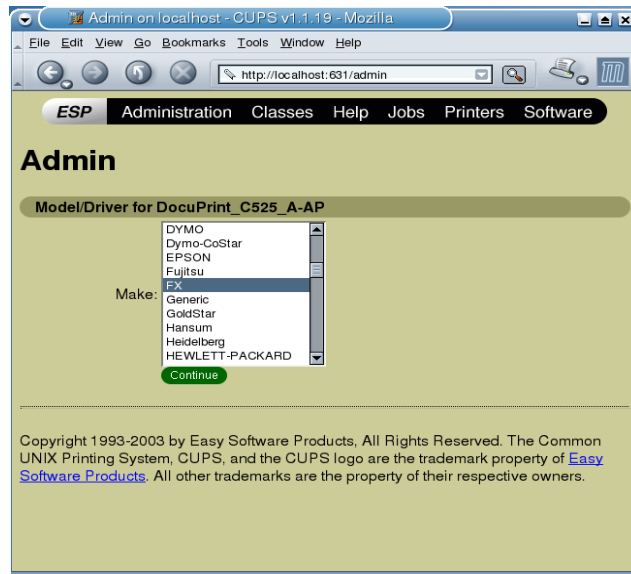 Admin on localhost - CUPS v1.1.19 - Mozilla
File Edit View Go Bookmarks Tools Window Help
http://localhost:631/admin
ESP Administration Classes Help Jobs Printers Software
Admin
Model/Driver for DocuPrint_C525_A-AP
DYMO
Dymo-CoStar
EPSON
Fujitsu
Make: FX
Generic
GoldStar
Hansum
Heidelberg
HEWLETT-PACKARD
Continue
Copyright 1993-2003 by Easy Software Products, All Rights Reserved. The Common
UNIX Printing System, CUPS, and the CUPS logo are the trademark property of Easy
Software Products. All other trademarks are the property of their respective owners.